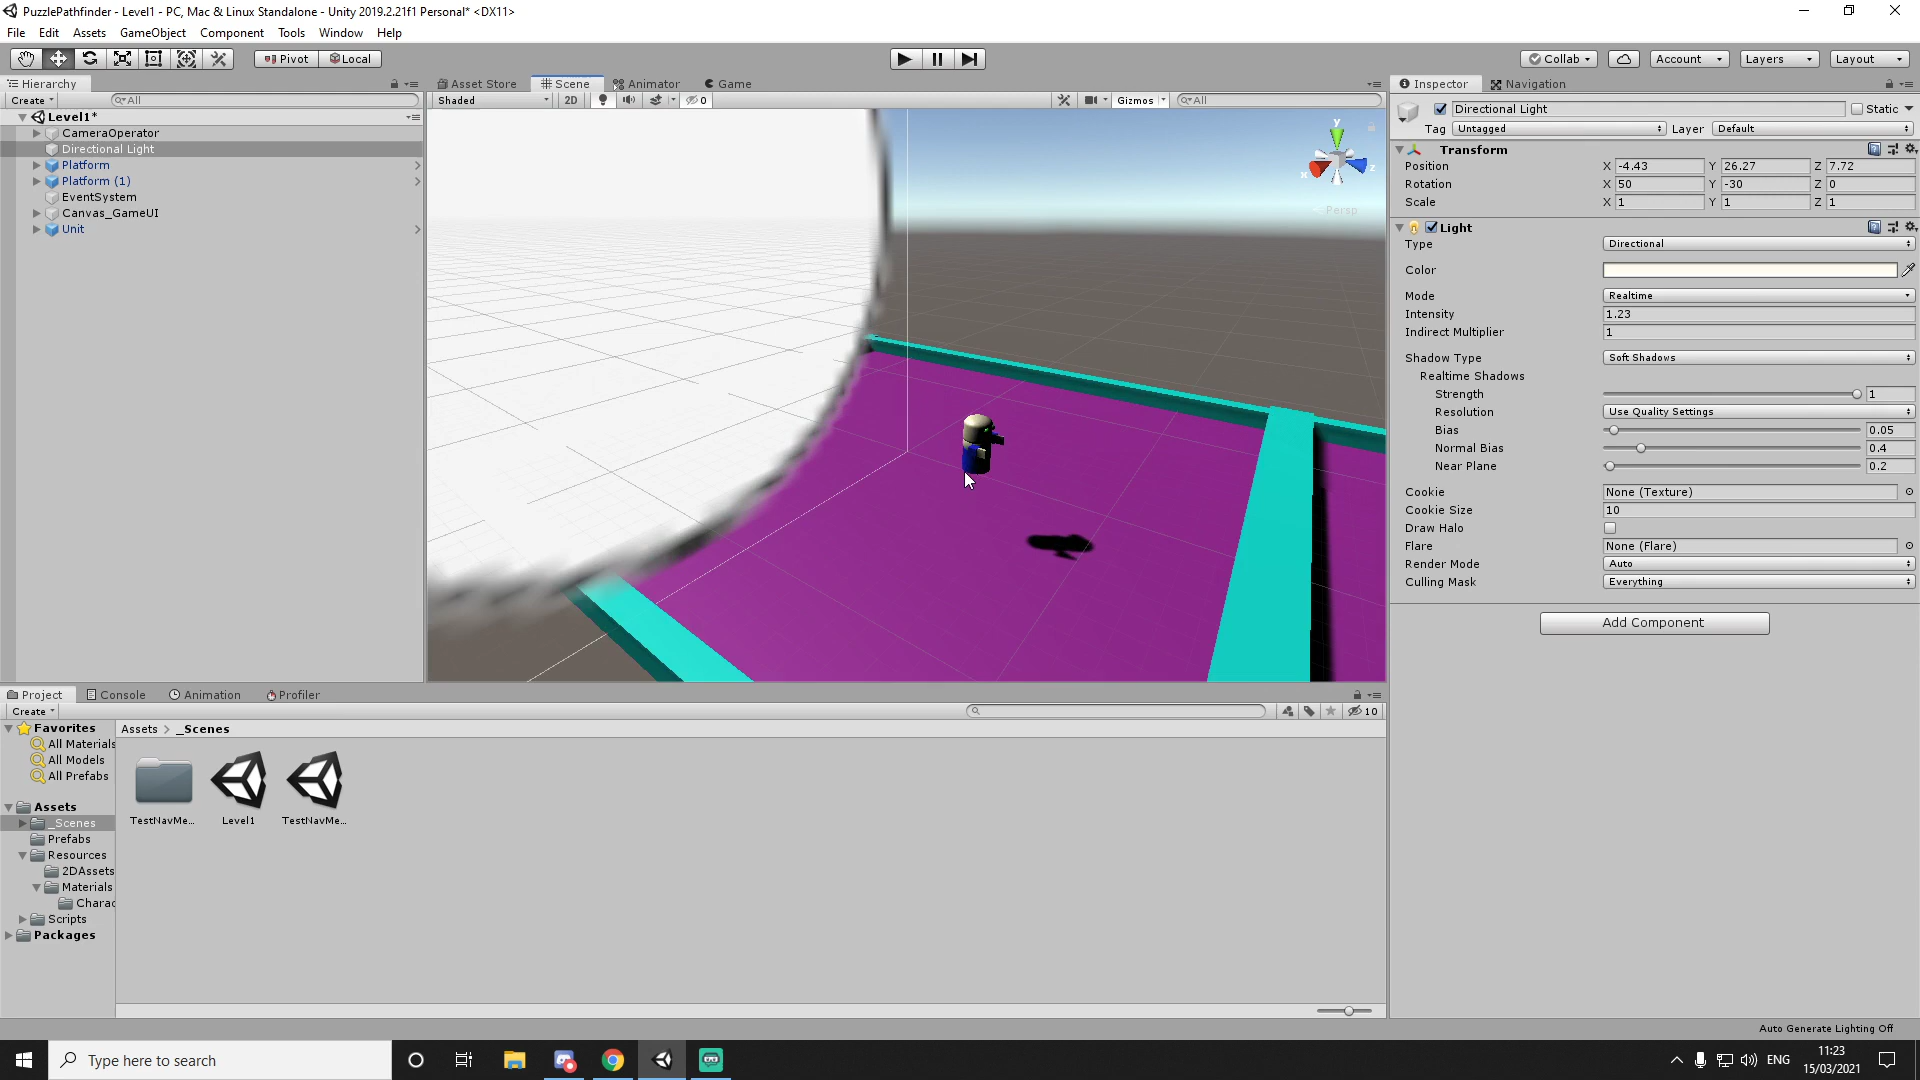 PuzzlePathfinder - Level1 - PC, Mac & Linux Standalone - Unity 2019.2.21f1 Personal* <DX11>
File Edit Assets GameObject Component Tools Window Help
Pivot Local Collab Account Layers Layout
Hierarchy
Create All
Level1*
CameraOperator
Directional Light
Platform
Platform (1)
EventSystem
Canvas_GameUI
Unit
Asset Store Scene Animator Game
Shaded 2D 0 Gizmos All
y
x z
Persp
Inspector Navigation
Directional Light Static
Tag Untagged Layer Default
Transform
Position X -4.43 Y 26.27 Z 7.72
Rotation X 50 Y -30 Z 0
Scale X 1 Y 1 Z 1
Light
Type Directional
Color
Mode Realtime
Intensity 1.23
Indirect Multiplier 1
Shadow Type Soft Shadows
Realtime Shadows
Strength 1
Resolution Use Quality Settings
Bias 0.05
Normal Bias 0.4
Near Plane 0.2
Cookie None (Texture)
Cookie Size 10
Draw Halo
Flare None (Flare)
Render Mode Auto
Culling Mask Everything
Add Component
Project Console Animation Profiler
Create 10
Favorites
All Materials
All Models
All Prefabs
Assets
_Scenes
Prefabs
Resources
2DAssets
Materials
Charac
Scripts
Packages
Assets > _Scenes
TestNavMe... Level1 TestNavMe...
Auto Generate Lighting Off
Type here to search
ENG
11:23
15/03/2021